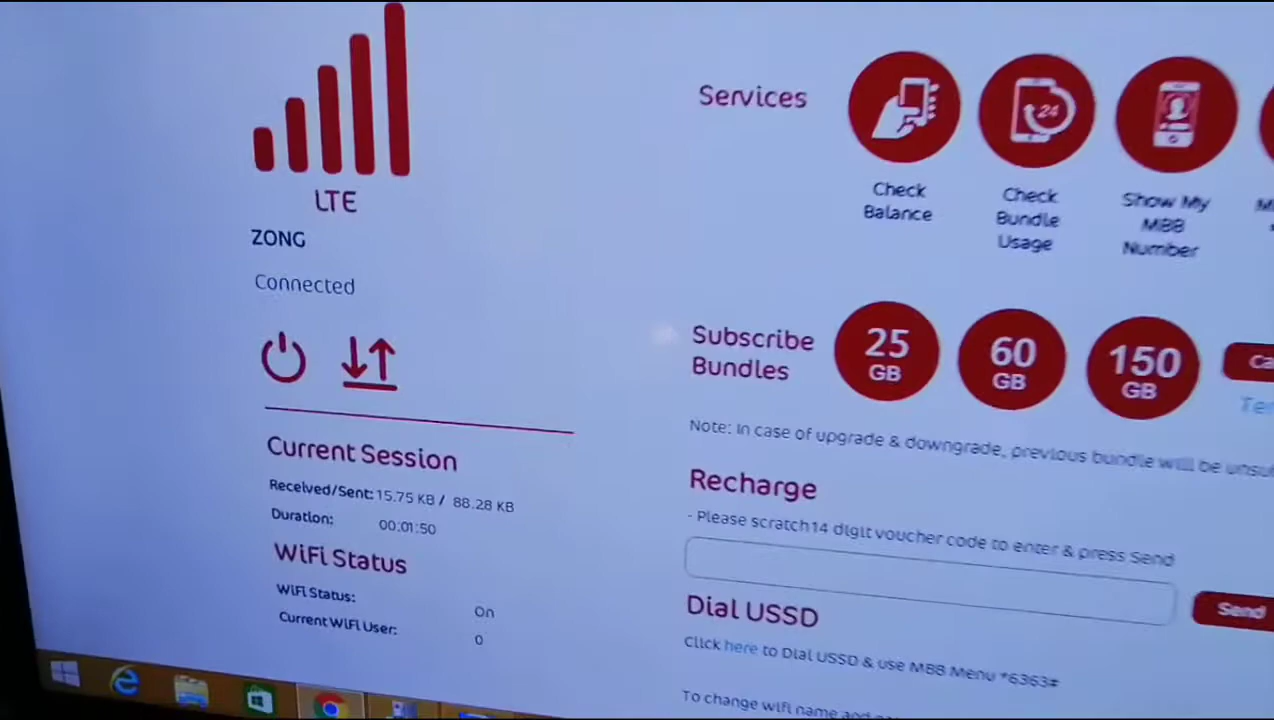 LTE
ZONG
Connected
Current Session
Received/Sent: 15.75 KB / 88.28 KB
Duration: 00:01:50
WiFi Status
WiFi Status: On
Current WiFi User: 0
Services
24
Check Balance
Check Bundle Usage
Show My MBB Number
Subscribe Bundles
25 GB
60 GB
150 GB
Note: In case of upgrade & downgrade, previous bundle will be
Recharge
- Please scratch14 digit voucher code to enter & press Send
Send
Dial USSD
Click here to Dial USSD & use MBB Menu *6363#
To change wifi name and